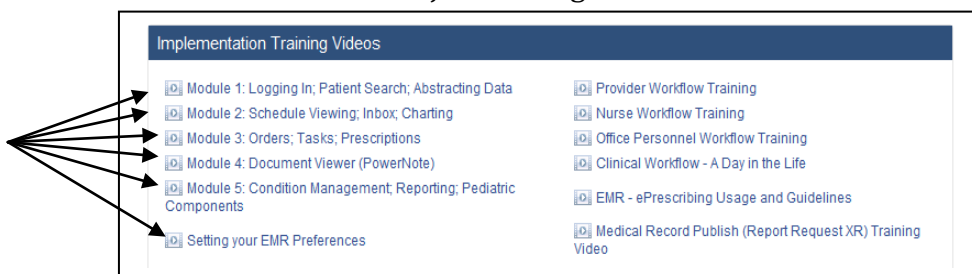 Implementation Training Videos
Module 1: Logging In; Patient Search; Abstracting Data
Module 2: Schedule Viewing; Inbox; Charting
Module 3: Orders; Tasks; Prescriptions
Module 4: Document Viewer (PowerNote)
Module 5: Condition Management; Reporting; Pediatric
Components
Setting your EMR Preferences
Provider Workflow Training
Nurse Workflow Training
Office Personnel Workflow Training
Clinical Workflow - A Day in the Life
EMR - ePrescribing Usage and Guidelines
Medical Record Publish (Report Request XR) Training
Video